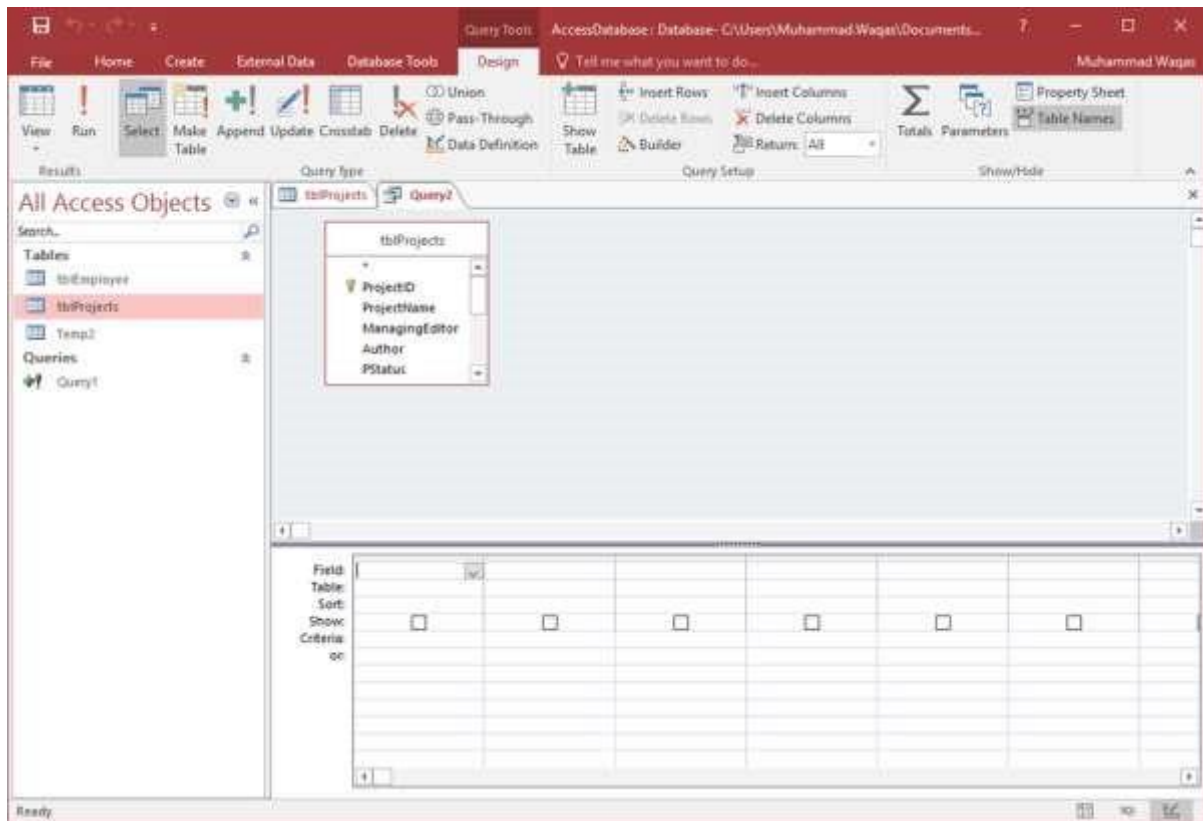 Query Tools
AccessDatabase : Database- C:\Users\Muhammad.Waqas\Documents...
?
File Home Create External Data Database Tools Design Tell me what you want to do... Muhammad Waqas
View
Run
Select
Make Table
Append
Update
Crosstab
Delete
Union
Pass-Through
Data Definition
Show Table
Insert Rows
Delete Rows
Builder
Insert Columns
Delete Columns
Return: All
Totals
Parameters
Property Sheet
Table Names
Results
Query Type
Query Setup
Show/Hide
All Access Objects
Search...
Tables
tblEmployee
tblProjects
Temp2
Queries
Query1
tblProjects
Query2
tblProjects
*
ProjectID
ProjectName
ManagingEditor
Author
PStatus
Field:
Table:
Sort:
Show:
Criteria:
or:
Ready
SQL